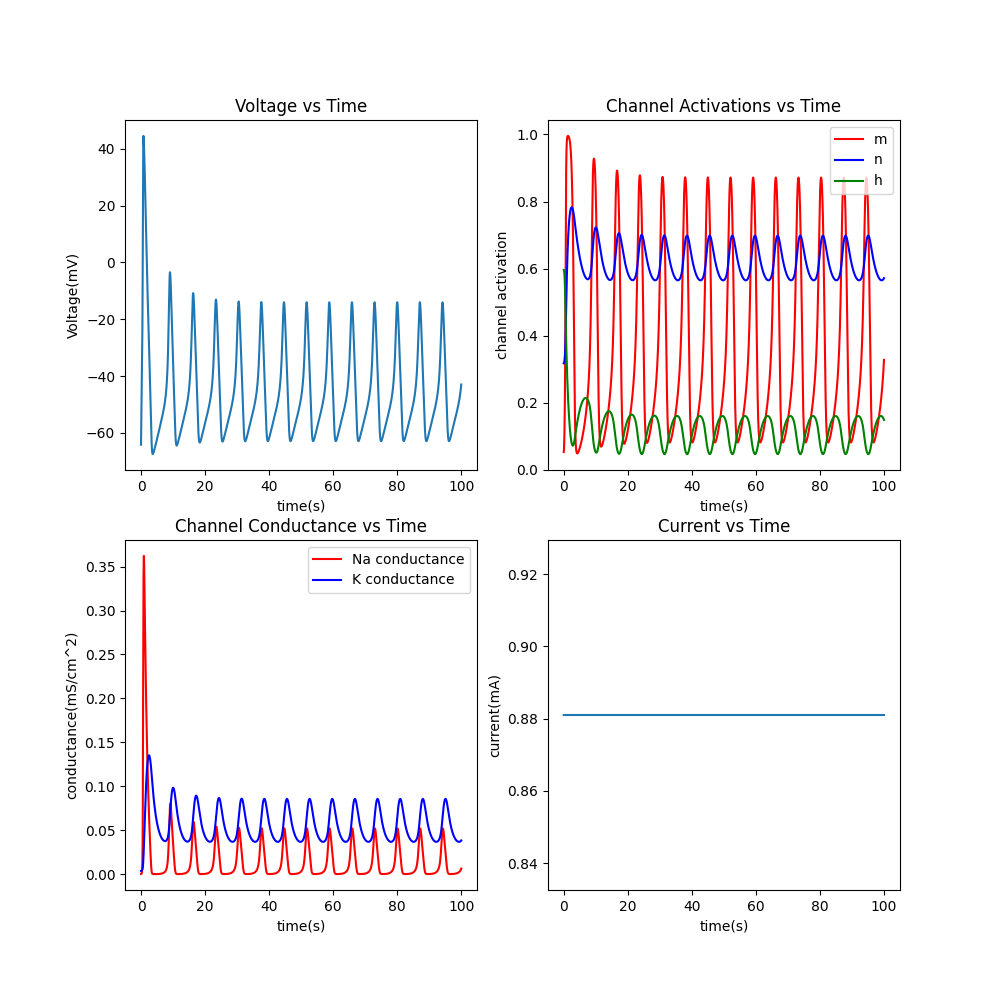 Voltage vs Time
Voltage(mV)
40
20
0
−20
−40
−60
0 20 40 60 80 100
time(s)
Channel Activations vs Time
channel activation
1.0
0.8
0.6
0.4
0.2
0.0
m
n
h
0 20 40 60 80 100
time(s)
Channel Conductance vs Time
conductance(mS/cm^2)
0.35
0.30
0.25
0.20
0.15
0.10
0.05
0.00
Na conductance
K conductance
0 20 40 60 80 100
time(s)
Current vs Time
current(mA)
0.92
0.90
0.88
0.86
0.84
0 20 40 60 80 100
time(s)